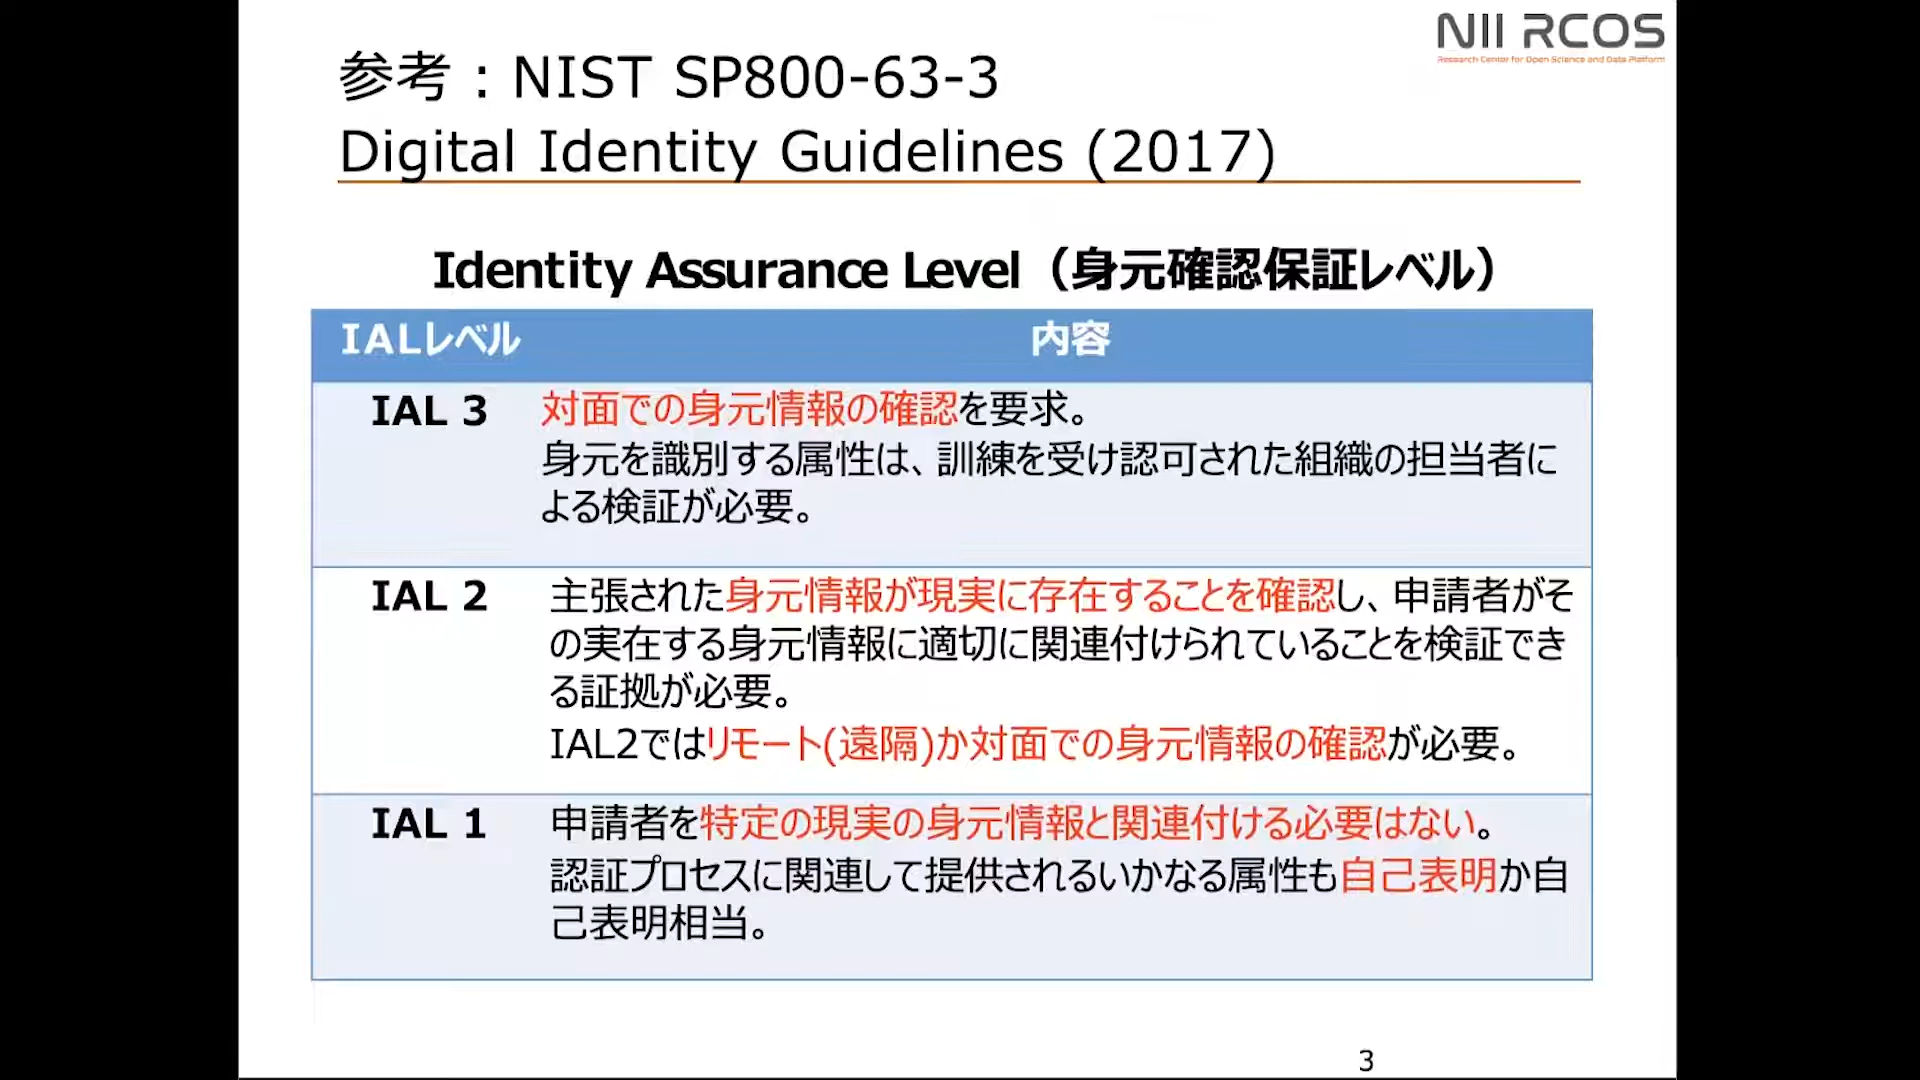 NII RCOS
Research Center for Open Science and Data Platform
参考：NIST SP800-63-3
Digital Identity Guidelines (2017)
Identity Assurance Level（身元確認保証レベル）
IALレベル 内容
IAL 3 対面での身元情報の確認を要求。
身元を識別する属性は、訓練を受け認可された組織の担当者に
よる検証が必要。
IAL 2 主張された身元情報が現実に存在することを確認し、申請者がそ
の実在する身元情報に適切に関連付けられていることを検証でき
る証拠が必要。
IAL2ではリモート(遠隔)か対面での身元情報の確認が必要。
IAL 1 申請者を特定の現実の身元情報と関連付ける必要はない。
認証プロセスに関連して提供されるいかなる属性も自己表明か自
己表明相当。
3